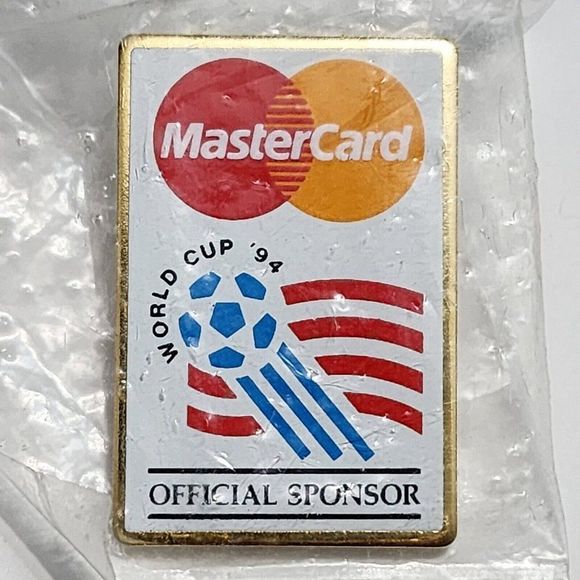 MasterCard
WORLD CUP '94
OFFICIAL SPONSOR